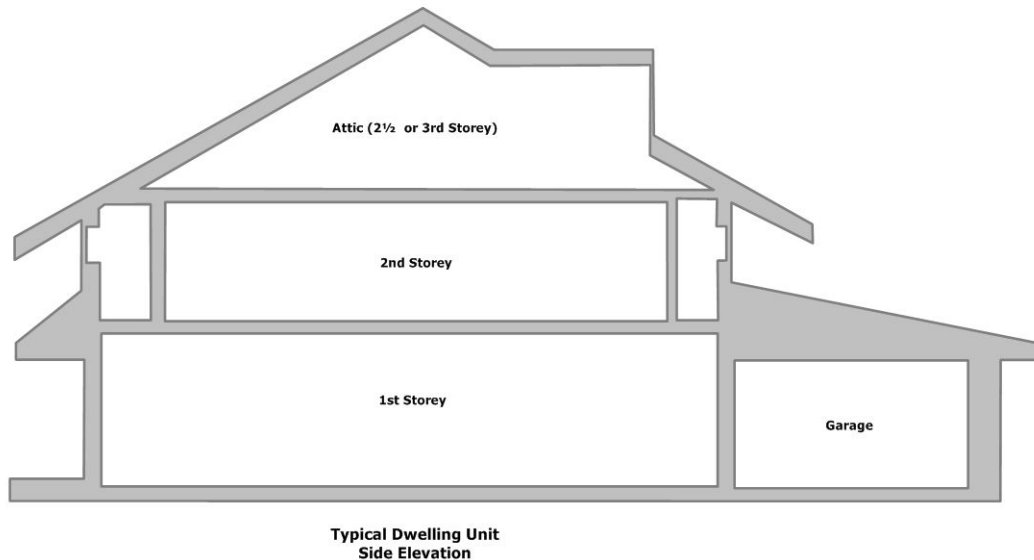 Attic (2½ or 3rd Storey)
2nd Storey
1st Storey
Garage
Typical Dwelling Unit
Side Elevation